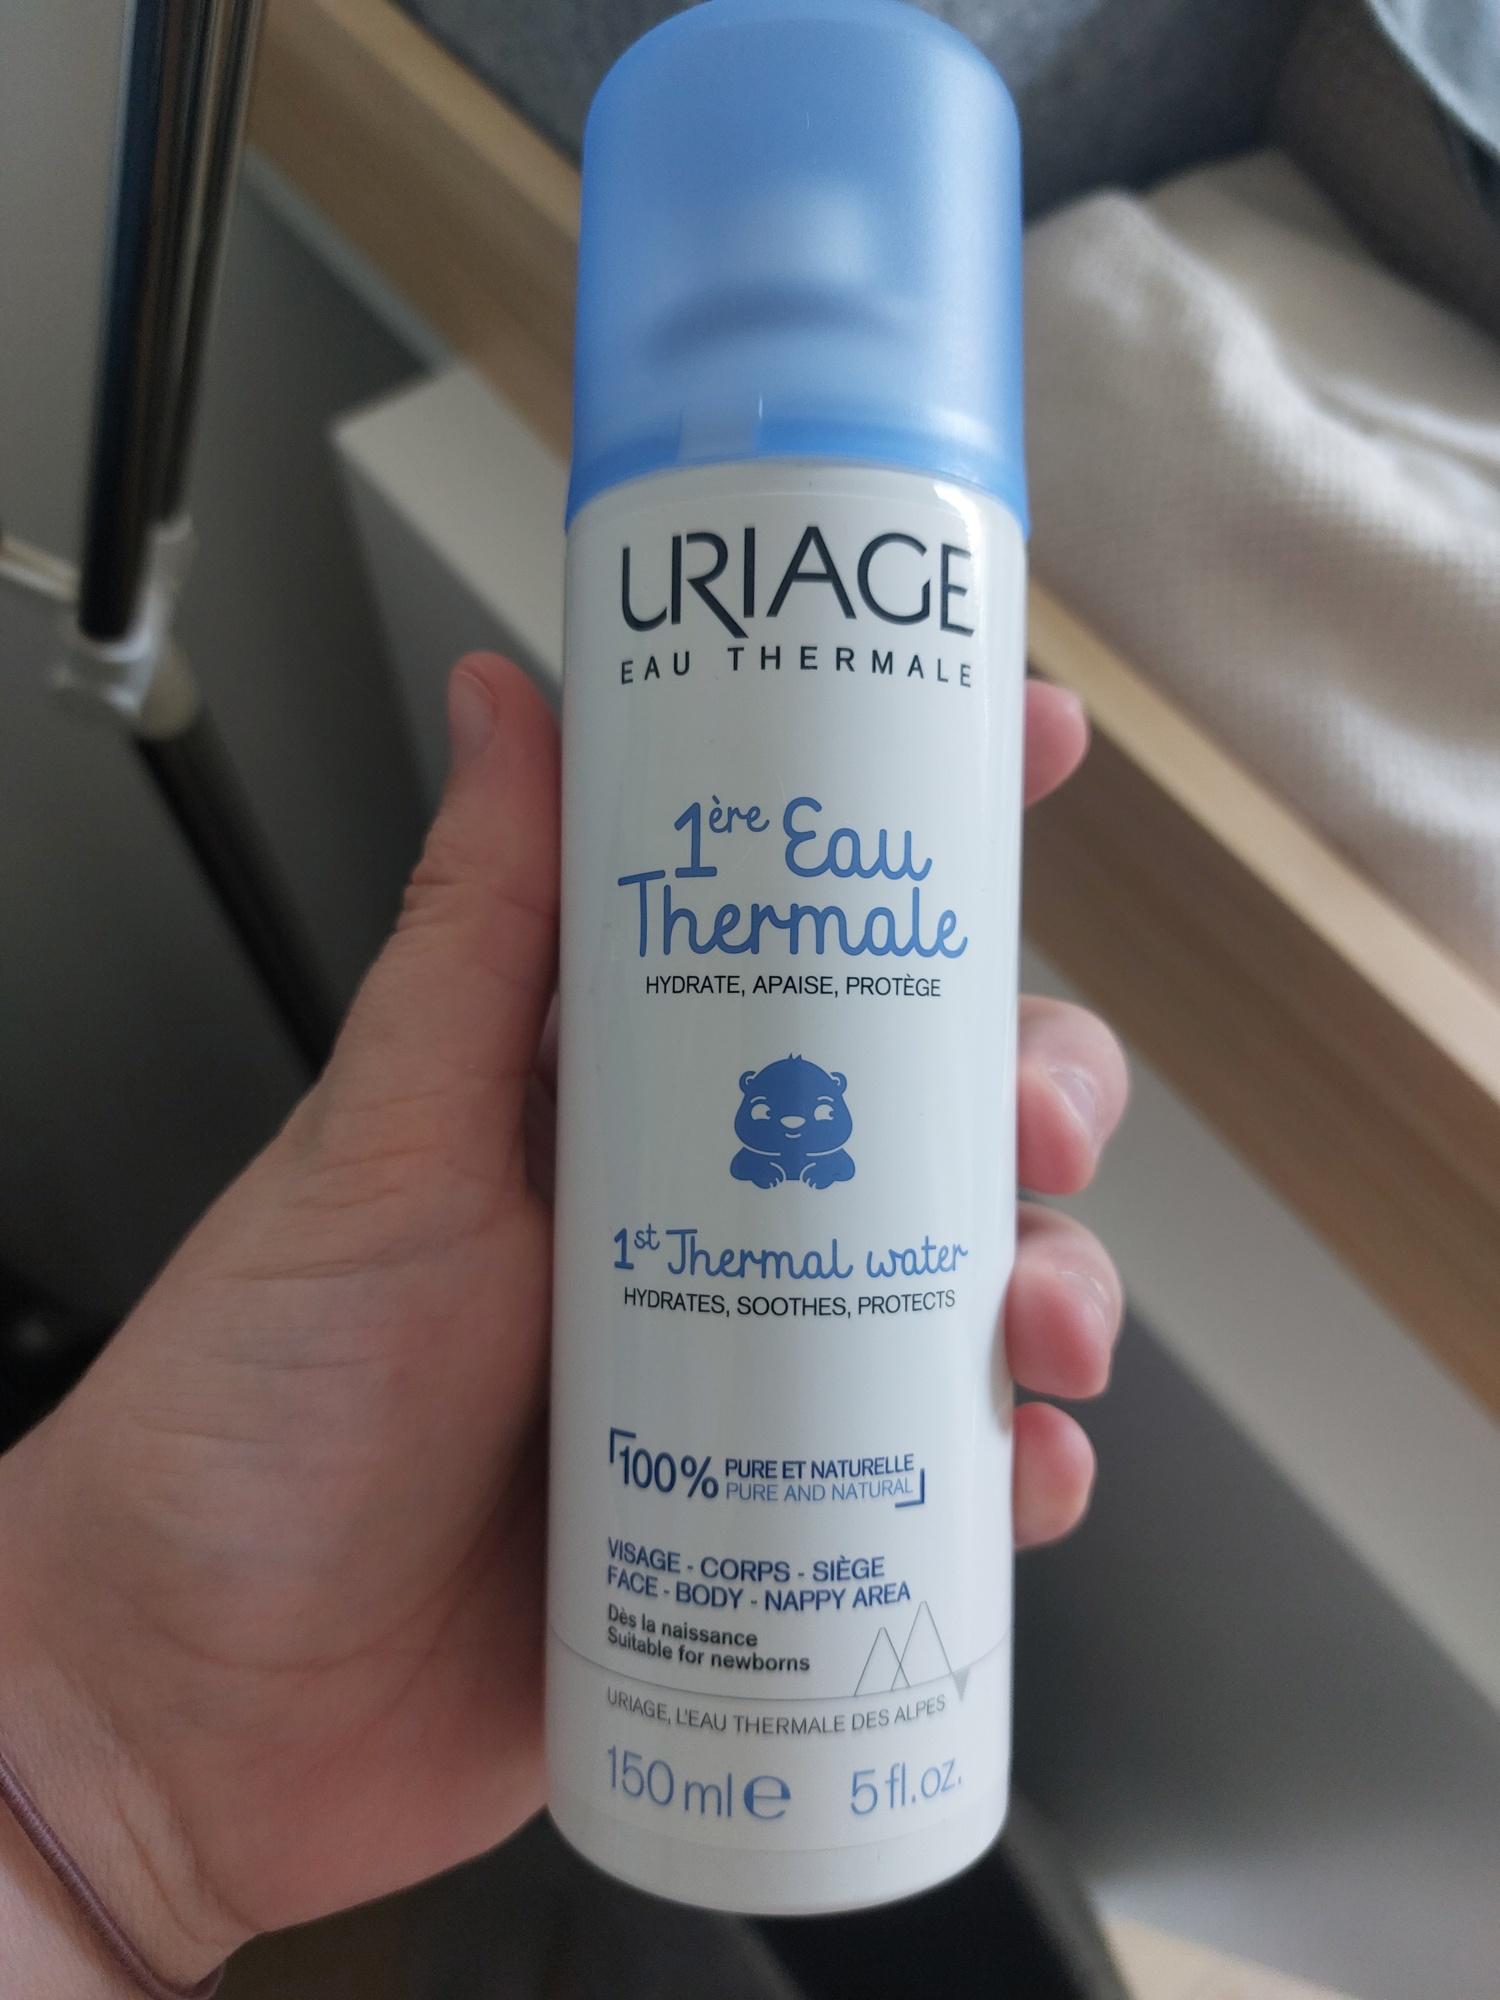 URIAGE
EAU THERMALE
1ère Eau
Thermale
HYDRATE, APAISE, PROTÈGE
1st Thermal water
HYDRATES, SOOTHES, PROTECTS
100% PURE ET NATURELLE
PURE AND NATURAL
VISAGE - CORPS - SIÈGE
FACE - BODY - NAPPY AREA
Dès la naissance
Suitable for newborns
URIAGE, L'EAU THERMALE DES ALPES
150 ml e 5 fl.oz.